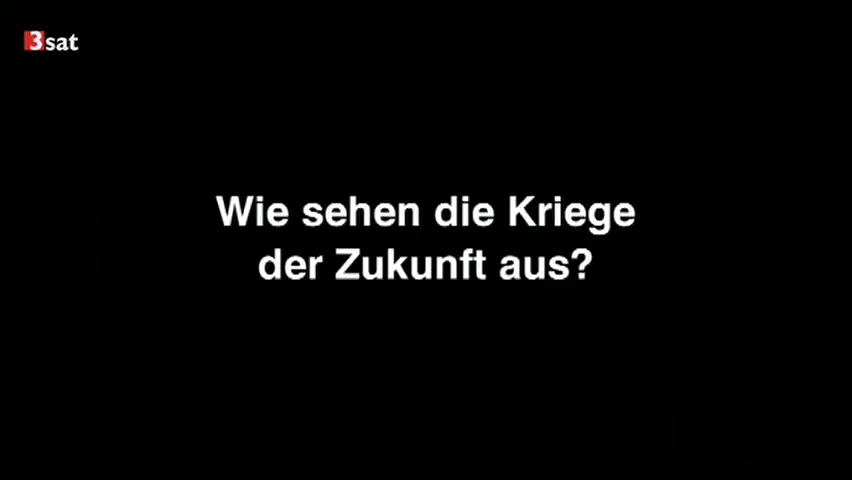 3sat
Wie sehen die Kriege
der Zukunft aus?